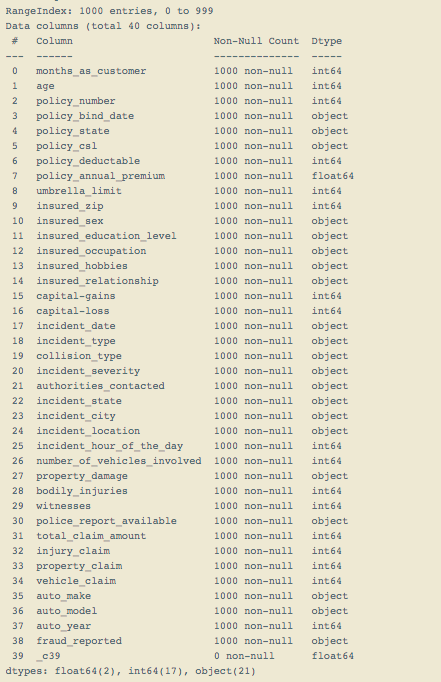 RangeIndex: 1000 entries, 0 to 999
Data columns (total 40 columns):
 #   Column                       Non-Null Count  Dtype
---  ------                       --------------  -----
 0   months_as_customer           1000 non-null   int64
 1   age                          1000 non-null   int64
 2   policy_number                1000 non-null   int64
 3   policy_bind_date             1000 non-null   object
 4   policy_state                 1000 non-null   object
 5   policy_csl                   1000 non-null   object
 6   policy_deductable            1000 non-null   int64
 7   policy_annual_premium        1000 non-null   float64
 8   umbrella_limit               1000 non-null   int64
 9   insured_zip                  1000 non-null   int64
 10  insured_sex                  1000 non-null   object
 11  insured_education_level      1000 non-null   object
 12  insured_occupation           1000 non-null   object
 13  insured_hobbies              1000 non-null   object
 14  insured_relationship         1000 non-null   object
 15  capital-gains                1000 non-null   int64
 16  capital-loss                 1000 non-null   int64
 17  incident_date                1000 non-null   object
 18  incident_type                1000 non-null   object
 19  collision_type               1000 non-null   object
 20  incident_severity            1000 non-null   object
 21  authorities_contacted        1000 non-null   object
 22  incident_state               1000 non-null   object
 23  incident_city                1000 non-null   object
 24  incident_location            1000 non-null   object
 25  incident_hour_of_the_day     1000 non-null   int64
 26  number_of_vehicles_involved  1000 non-null   int64
 27  property_damage              1000 non-null   object
 28  bodily_injuries              1000 non-null   int64
 29  witnesses                    1000 non-null   int64
 30  police_report_available      1000 non-null   object
 31  total_claim_amount           1000 non-null   int64
 32  injury_claim                 1000 non-null   int64
 33  property_claim               1000 non-null   int64
 34  vehicle_claim                1000 non-null   int64
 35  auto_make                    1000 non-null   object
 36  auto_model                   1000 non-null   object
 37  auto_year                    1000 non-null   int64
 38  fraud_reported               1000 non-null   object
 39  _c39                         0 non-null      float64
dtypes: float64(2), int64(17), object(21)